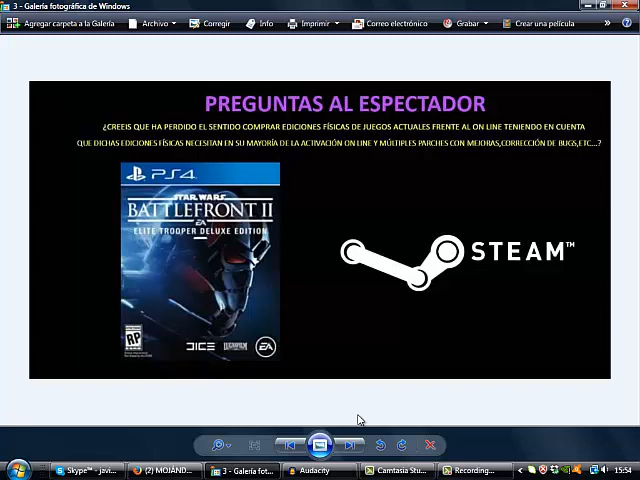 3 - Galería fotográfica de Windows
Agregar carpeta a la Galería Archivo Corregir Info Imprimir Correo electrónico Grabar Crear una película »
PREGUNTAS AL ESPECTADOR
¿CREEIS QUE HA PERDIDO EL SENTIDO COMPRAR EDICIONES FÍSICAS DE JUEGOS ACTUALES FRENTE AL ON LINE TENIENDO EN CUENTA
QUE DICHAS EDICIONES FÍSICAS NECESITAN EN SU MAYORÍA DE LA ACTIVACIÓN ON LINE Y MÚLTIPLES PARCHES CON MEJORAS,CORRECCIÓN DE BUGS,ETC...?
PS4
STAR WARS
BATTLEFRONT II
EA
ELITE TROOPER DELUXE EDITION
RP
DICE
LUCASFILM
EA
STEAM™
Skype™ - javi... (2) MOJÁND... 3 - Galería fot... Audacity Camtasia Stu... Recording... 15:54